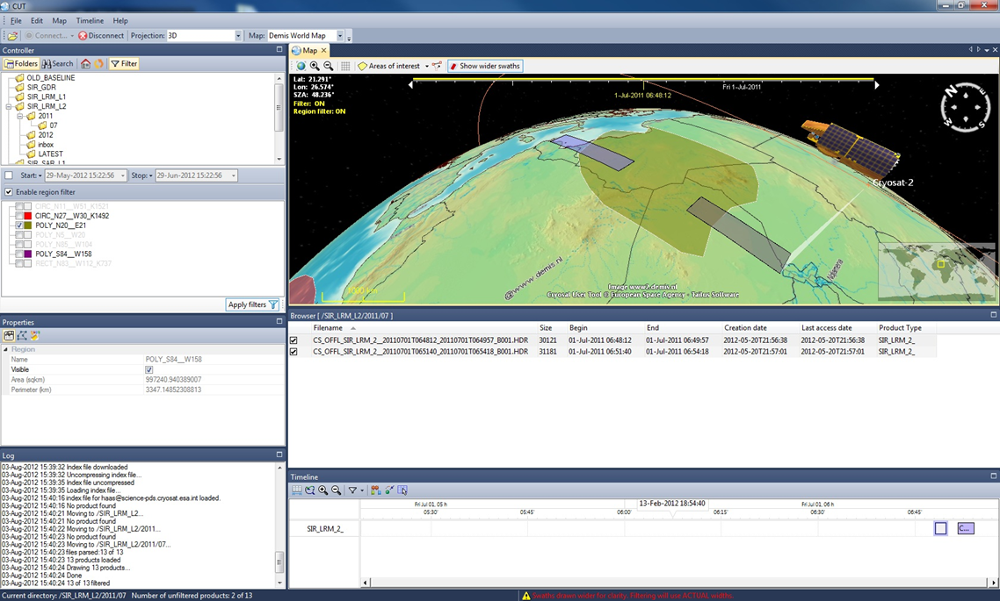 CUT
File Edit Map Timeline Help
Connect... Disconnect Projection: 3D Map: Demis World Map
Controller
Folders Search Filter
OLD_BASELINE
SIR_GDR
SIR_LRM_L1
SIR_LRM_L2
2011
07
2012
inbox
LATEST
SIR_SAR_L1
Start: 29-May-2012 15:22:56 Stop: 29-Jun-2012 15:22:56
Enable region filter
CIRC_N11__W51_K1521
CIRC_N27__W30_K1492
POLY_N20__E21
POLY_N5__W20
POLY_N85__W104
POLY_S84__W158
RECT_N83__W112_K737
Apply filters
Properties
Region
Name POLY_S84__W158
Visible
Area (sqkm) 997240.940389007
Perimeter (km) 3347.14852308813
Log
03-Aug-2012 15:39:32 Index file downloaded
03-Aug-2012 15:39:32 Uncompressing index file...
03-Aug-2012 15:39:35 Index file uncompressed
03-Aug-2012 15:39:35 Loading index file...
03-Aug-2012 15:40:16 index file for haas@science-pds.cryosat.esa.int loaded.
03-Aug-2012 15:40:16 No product found
03-Aug-2012 15:40:21 Moving to /SIR_LRM_L2...
03-Aug-2012 15:40:21 No product found
03-Aug-2012 15:40:22 Moving to /SIR_LRM_L2/2011...
03-Aug-2012 15:40:23 No product found
03-Aug-2012 15:40:23 Moving to /SIR_LRM_L2/2011/07...
03-Aug-2012 15:40:23 files parsed:13 of 13
03-Aug-2012 15:40:23 13 products loaded
03-Aug-2012 15:40:24 Drawing 13 products...
03-Aug-2012 15:40:24 Done
03-Aug-2012 15:40:24 13 of 13 filtered
Map
Areas of interest Show wider swaths
Lat: 21.291°
Lon: 26.574°
SZA: 48.236°
Filter: ON
Region filter: ON
1-Jul-2011 06:48:12
Fri 1-Jul-2011
N
E
S
W
Cryosat-2
1000 km
@www.demis.nl
Ndjamena
Image www2.demis.nl
Cryosat User Tool © European Space Agency - Taitus Software
Browser [ /SIR_LRM_L2/2011/07 ]
Filename Size Begin End Creation date Last access date Product Type
CS_OFFL_SIR_LRM_2__20110701T064812_20110701T064957_B001.HDR 30121 01-Jul-2011 06:48:12 01-Jul-2011 06:49:57 2012-05-20T21:56:38 2012-05-20T21:56:38 SIR_LRM_2_
CS_OFFL_SIR_LRM_2__20110701T065140_20110701T065418_B001.HDR 31181 01-Jul-2011 06:51:40 01-Jul-2011 06:54:18 2012-05-20T21:57:01 2012-05-20T21:57:01 SIR_LRM_2_
Timeline
Fri Jul 01, 05 h 13-Feb-2012 18:54:40 Fri Jul 01, 06 h
05:30' 05:45' 06:00' 06:15' 06:30' 06:45'
SIR_LRM_2_ C...
Current directory: /SIR_LRM_L2/2011/07 Number of unfiltered products: 2 of 13
Swaths drawn wider for clarity. Filtering will use ACTUAL widths.